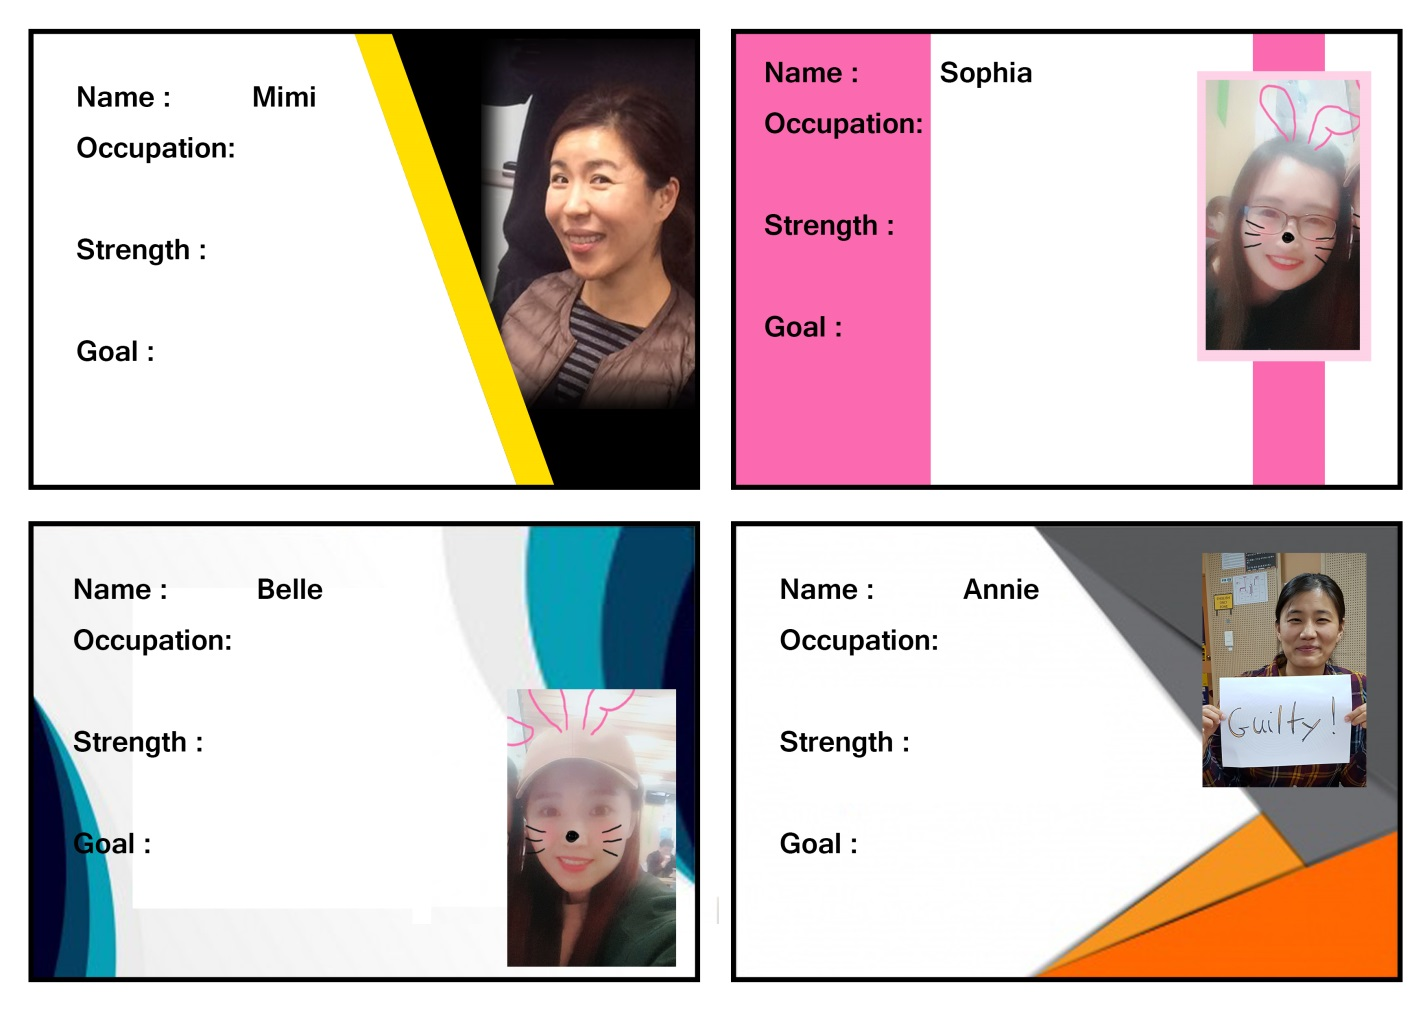 Name : Mimi
Occupation:
Strength :
Goal :
Name : Sophia
Occupation:
Strength :
Goal :
Name : Belle
Occupation:
Strength :
Goal :
Name : Annie
Occupation:
Strength :
Goal :
Guilty!